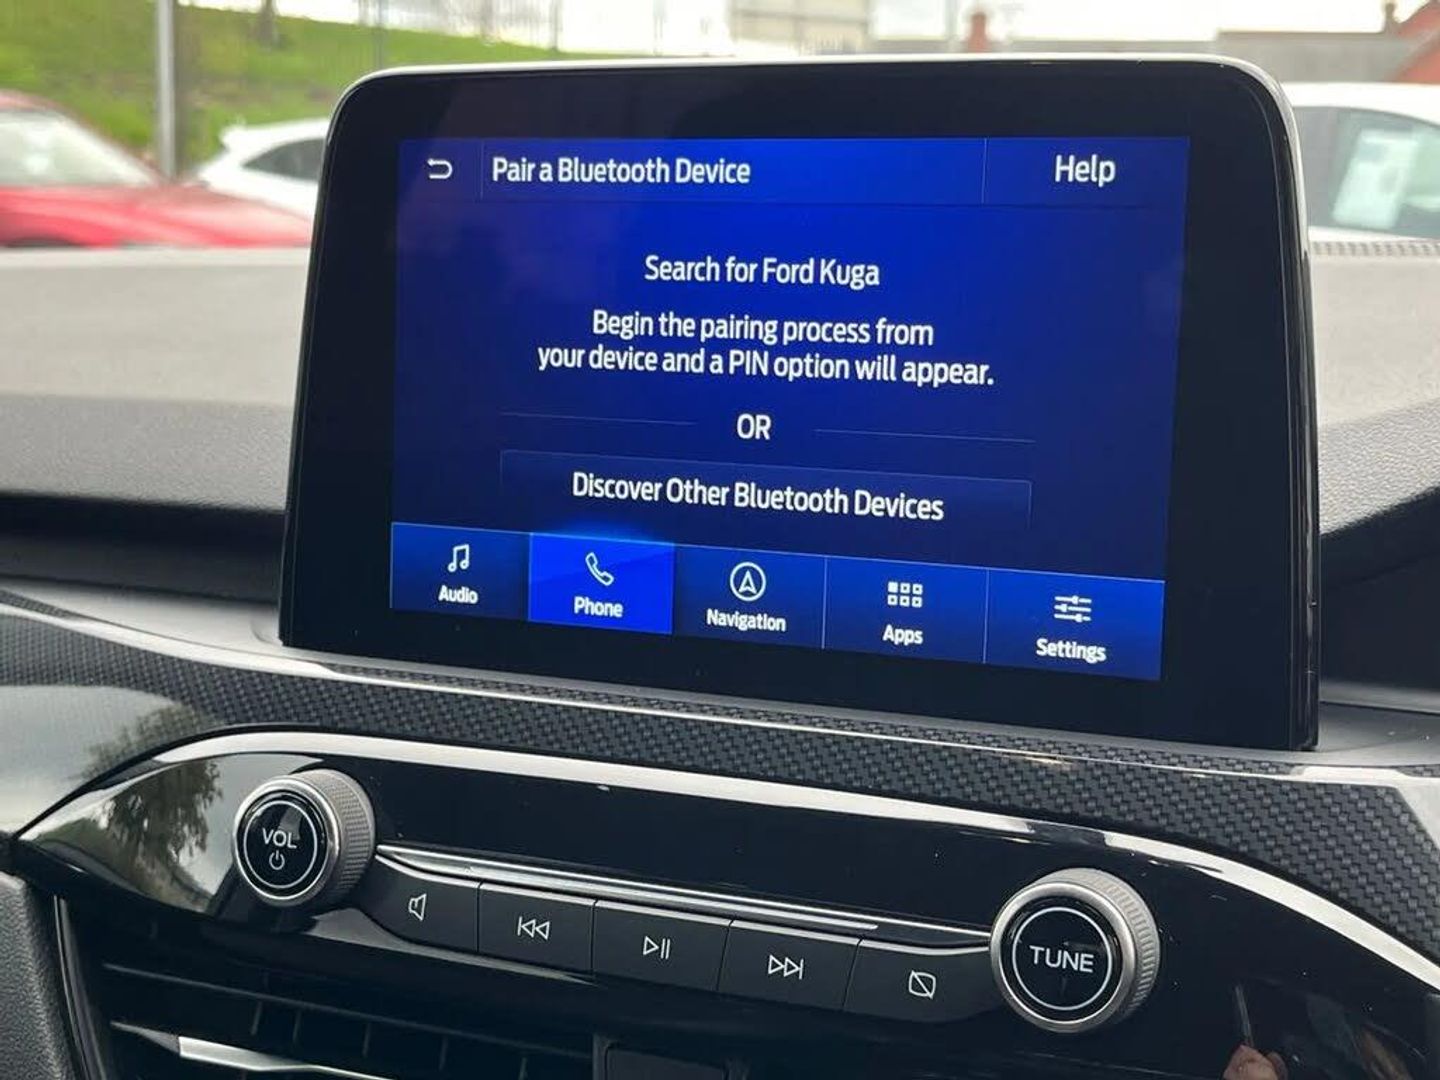 Pair a Bluetooth Device
Help
Search for Ford Kuga
Begin the pairing process from
your device and a PIN option will appear.
OR
Discover Other Bluetooth Devices
Audio
Phone
Navigation
Apps
Settings
VOL
TUNE